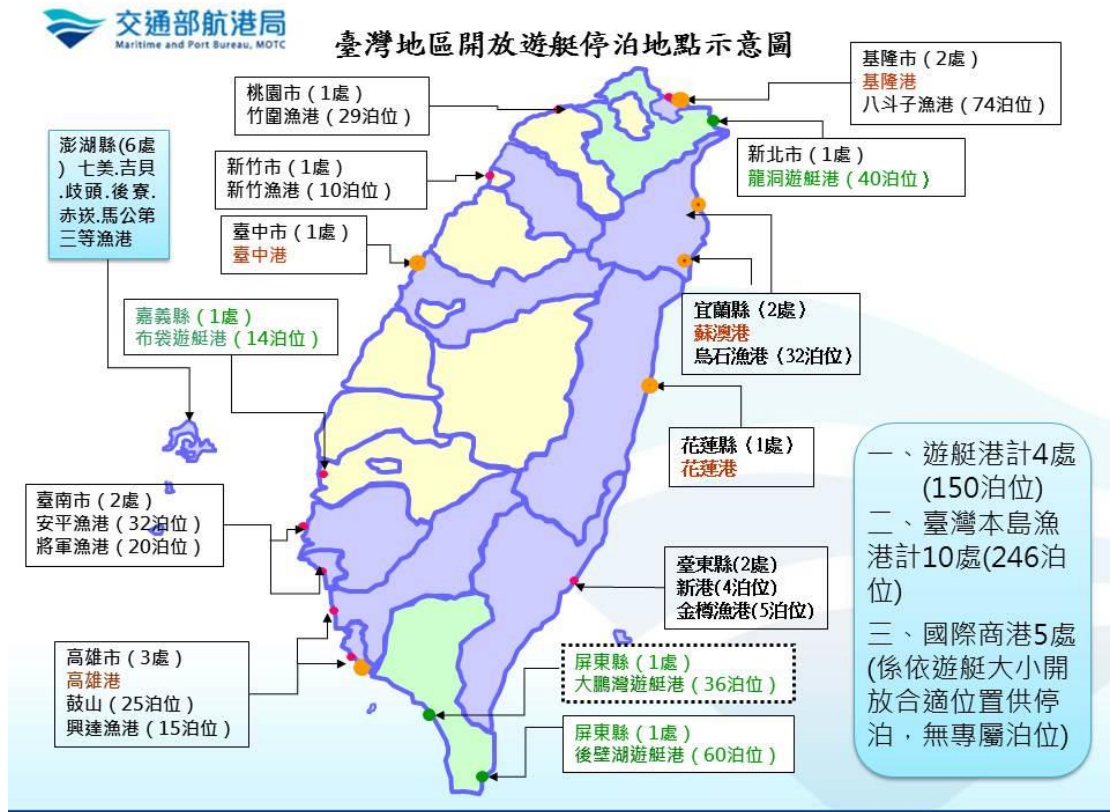 交通部航港局
Maritime and Port Bureau, MOTC
臺灣地區開放遊艇停泊地點示意圖
基隆市（2處）
基隆港
八斗子漁港（74泊位）
桃園市（1處）
竹圍漁港（29泊位）
澎湖縣(6處
）七美.吉貝
.歧頭.後寮.
赤崁.馬公第
三等漁港
新竹市（1處）
新竹漁港（10泊位）
新北市（1處）
龍洞遊艇港（40泊位）
臺中市（1處）
臺中港
宜蘭縣（2處）
蘇澳港
烏石漁港（32泊位）
嘉義縣（1處）
布袋遊艇港（14泊位）
花蓮縣（1處）
花蓮港
臺南市（2處）
安平漁港（32泊位）
將軍漁港（20泊位）
臺東縣(2處)
新港(4泊位)
金樽漁港(5泊位)
高雄市（3處）
高雄港
鼓山（25泊位）
興達漁港（15泊位）
屏東縣（1處）
大鵬灣遊艇港（36泊位）
屏東縣（1處）
後壁湖遊艇港（60泊位）
一、遊艇港計4處
(150泊位)
二、臺灣本島漁
港計10處(246泊
位)
三、國際商港5處
(係依遊艇大小開
放合適位置供停
泊，無專屬泊位)